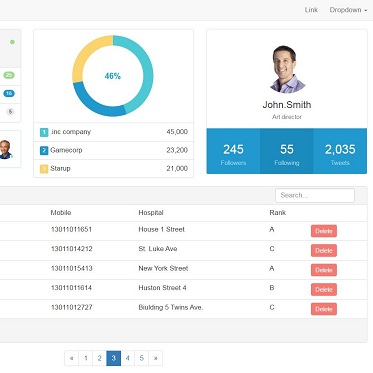 Link Dropdown
25
16
5
46%
1 .inc company 45,000
2 Gamecorp 23,200
3 Starup 21,000
John.Smith
Art director
245 55 2,035
Followers Following Tweets
Search...
Mobile Hospital Rank
13011011651 House 1 Street A Delete
13011014212 St. Luke Ave C Delete
13011015413 New York Street A Delete
13011011614 Huston Street 4 B Delete
13011012727 Biulding 5 Twins Ave. C Delete
« 1 2 3 4 5 »